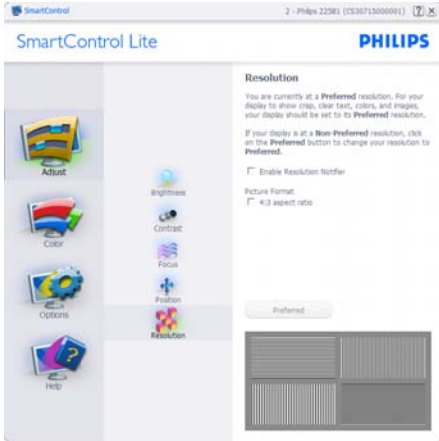 SmartControl
2 - Philips 225B1 (CS30715000001)
SmartControl Lite
PHILIPS
Adjust
Color
Options
Help
Brightness
Contrast
Focus
Position
Resolution
Resolution
You are currently at a Preferred resolution. For your
display to show crisp, clear text, colors, and images,
your display should be set to its Preferred resolution.
If your display is at a Non-Preferred resolution, click
on the Preferred button to change your resolution to
Preferred.
Enable Resolution Notifier
Picture Format
4:3 aspect ratio
Preferred